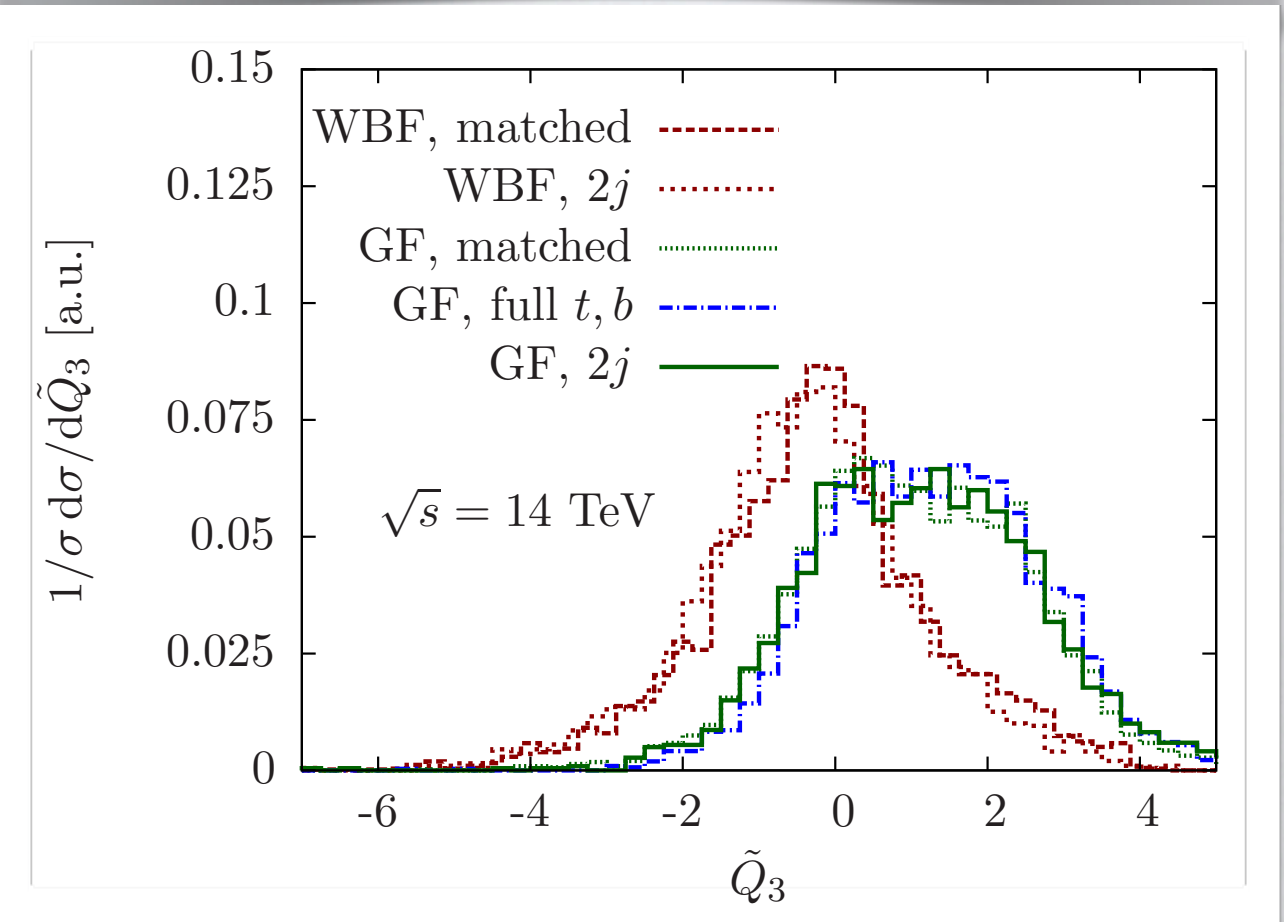 0.15
0.125
0.1
0.075
0.05
0.025
0
1/σ dσ/dQ̃₃ [a.u.]
WBF, matched
WBF, 2j
GF, matched
GF, full t, b
GF, 2j
√s = 14 TeV
-6 -4 -2 0 2 4
Q̃₃